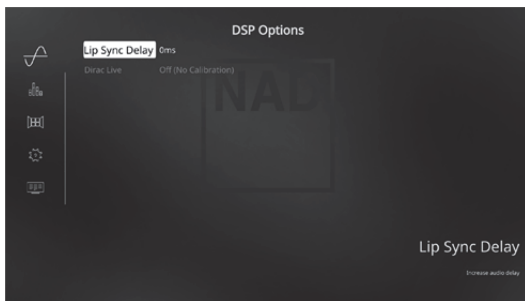 DSP Options
Lip Sync Delay 0ms
Dirac Live Off (No Calibration)
NAD
Lip Sync Delay
Increase audio delay